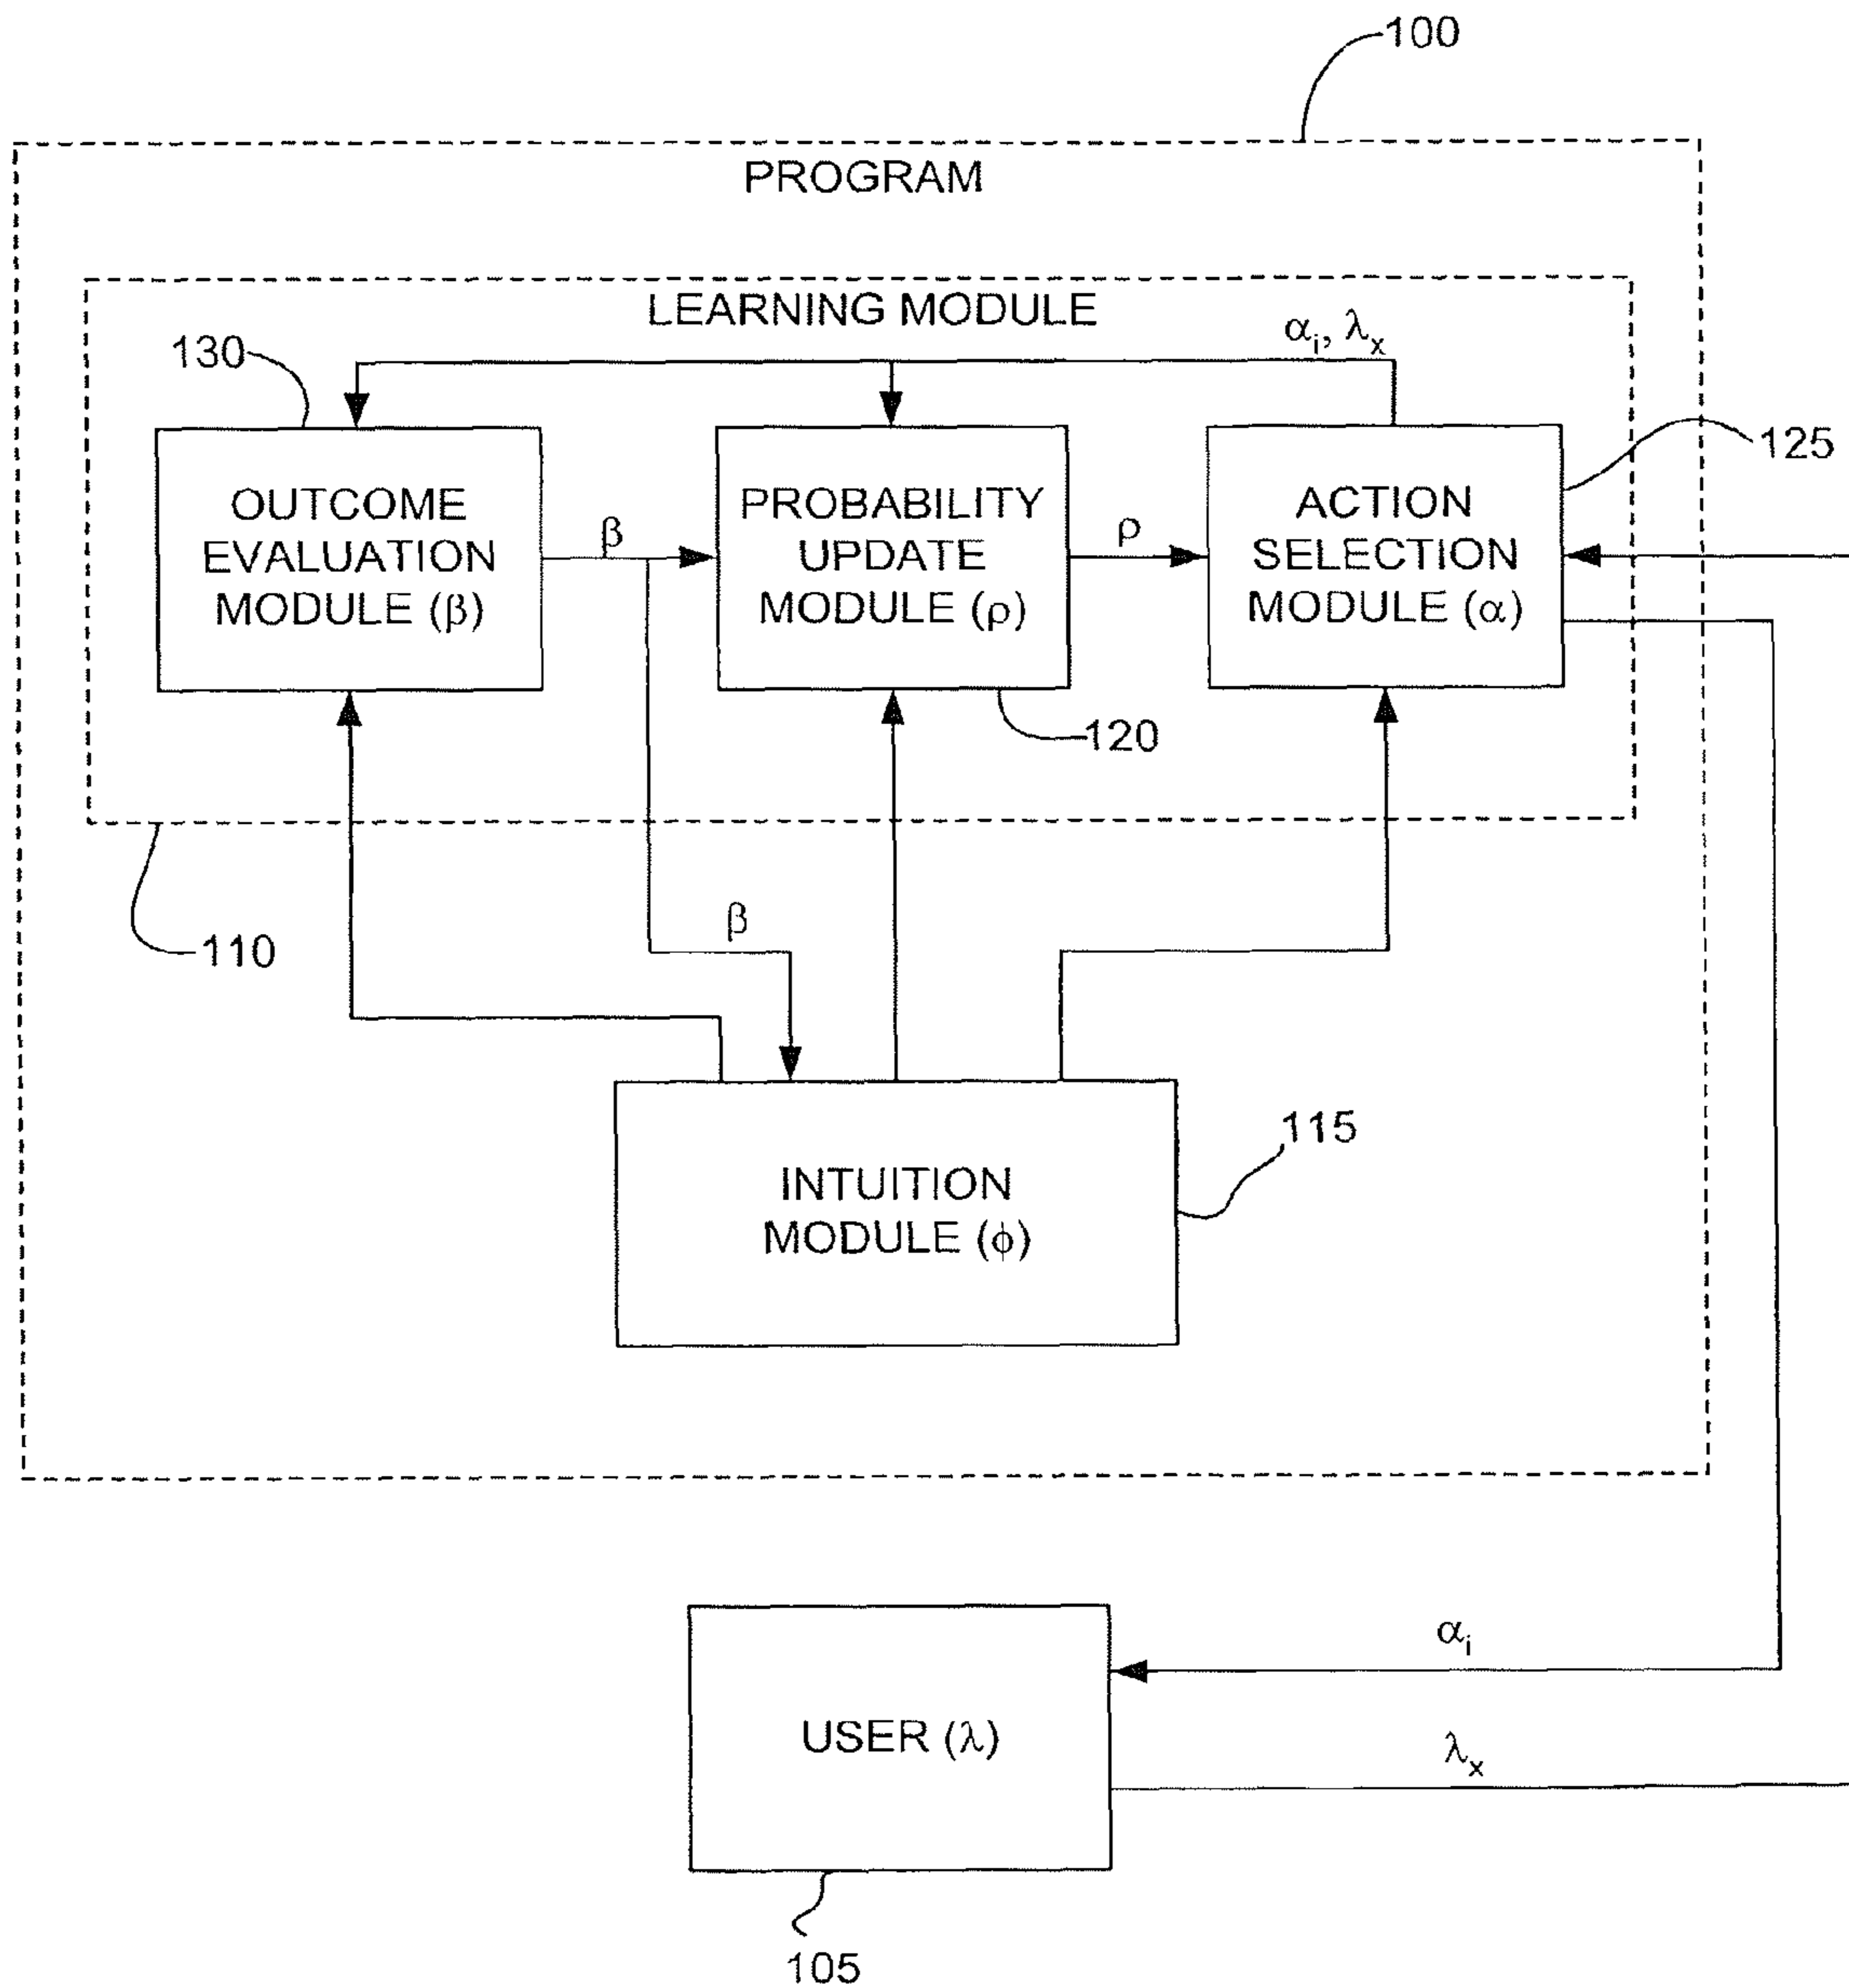 100
PROGRAM
LEARNING MODULE
αᵢ, λₓ
130
125
OUTCOME
EVALUATION
MODULE (β)
β
PROBABILITY
UPDATE
MODULE (ρ)
ρ
ACTION
SELECTION
MODULE (α)
120
110
β
115
INTUITION
MODULE (ϕ)
αᵢ
USER (λ)
λₓ
105